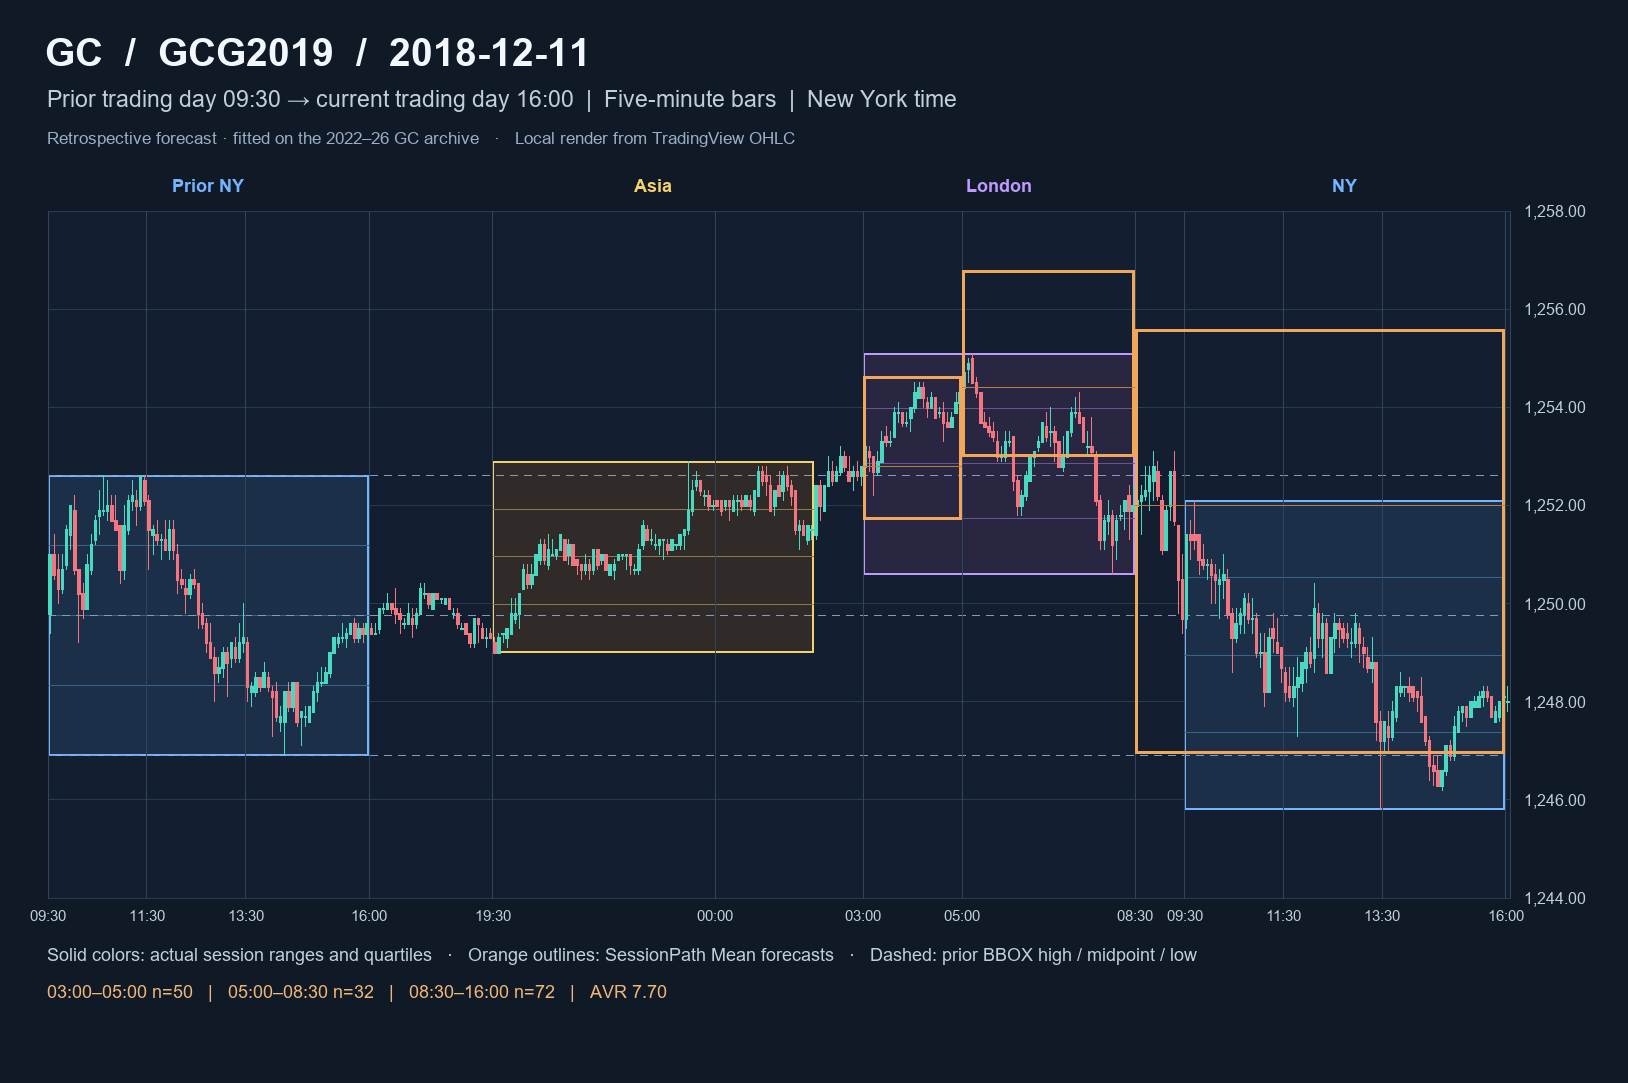 GC / GCG2019 / 2018-12-11
Prior trading day 09:30 → current trading day 16:00 | Five-minute bars | New York time
Retrospective forecast · fitted on the 2022–26 GC archive · Local render from TradingView OHLC
Prior NY Asia London NY
1,258.00
1,256.00
1,254.00
1,252.00
1,250.00
1,248.00
1,246.00
1,244.00
09:30 11:30 13:30 16:00 19:30 00:00 03:00 05:00 08:30 09:30 11:30 13:30 16:00
Solid colors: actual session ranges and quartiles · Orange outlines: SessionPath Mean forecasts · Dashed: prior BBOX high / midpoint / low
03:00–05:00 n=50 | 05:00–08:30 n=32 | 08:30–16:00 n=72 | AVR 7.70